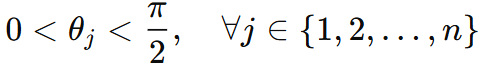 0 < θ_j < π/2, ∀j ∈ {1, 2, …, n}